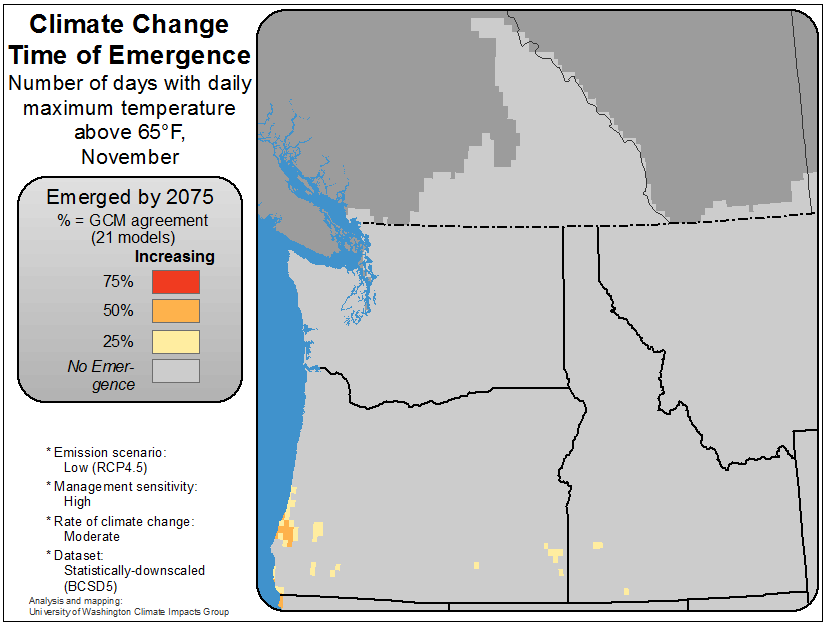 Climate Change
Time of Emergence
Number of days with daily
maximum temperature
above 65°F,
November
Emerged by 2075
% = GCM agreement
(21 models)
Increasing
75%
50%
25%
No Emer-
gence
* Emission scenario:
Low (RCP4.5)
* Management sensitivity:
High
* Rate of climate change:
Moderate
* Dataset:
Statistically-downscaled
(BCSD5)
Analysis and mapping:
University of Washington Climate Impacts Group